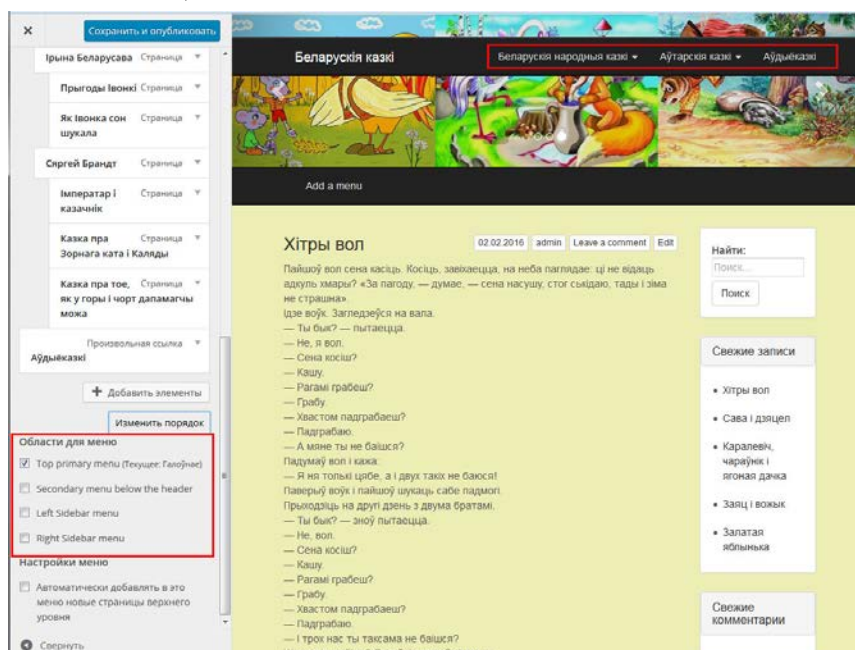 Сохранить и опубликовать
Ірына Беларусава Страница
Прыгоды Івонкі Страница
Як Івонка сон Страница
шукала
Сяргей Брандт Страница
Імператар і Страница
казачнік
Казка пра Страница
Зорнага ката і Каляды
Казка пра тое, Страница
як у горы і чорт дапамагчы
можа
Произвольная ссылка
Аўдыёказкі
Добавить элементы
Изменить порядок
Области для меню
Top primary menu (Текущее: Галоўнае)
Secondary menu below the header
Left Sidebar menu
Right Sidebar menu
Настройки меню
Автоматически добавлять в это
меню новые страницы верхнего
уровня
Свернуть
Беларускія казкі
Беларускія народныя казкі Аўтарскія казкі Аўдыёказкі
Add a menu
Хітры вол
02.02.2016 admin Leave a comment Edit
Пайшоў вол сена касіць. Косіць, завіхаецца, на неба паглядае: ці не відаць
адкуль хмары? «За пагоду, — думае, — сена насушу, стог скідаю, тады і зіма
не страшна».
Ідзе воўк. Загледзеўся на вала.
— Ты бык? — пытаецца.
— Не, я вол.
— Сена косіш?
— Кашу.
— Рагамі грабеш?
— Грабу.
— Хвастом падграбаеш?
— Падграбаю.
— А мяне ты не баішся?
Падумаў вол і кажа:
— Я ня толькі цябе, а і двух такіх не баюся!
Паверыў воўк і пайшоў шукаць сабе падмогі.
Прыходзіць на другі дзень з двума братамі.
— Ты бык? — зноў пытаецца.
— Не, вол.
— Сена косіш?
— Кашу.
— Рагамі грабеш?
— Грабу.
— Хвастом падграбаеш?
— Падграбаю.
— І трох нас ты таксама не баішся?
Найти:
Поиск…
Поиск
Свежие записи
Хітры вол
Сава і дзяцел
Каралевіч,
чараўнік і
ягоная дачка
Заяц і вожык
Залатая
яблынька
Свежие
комментарии